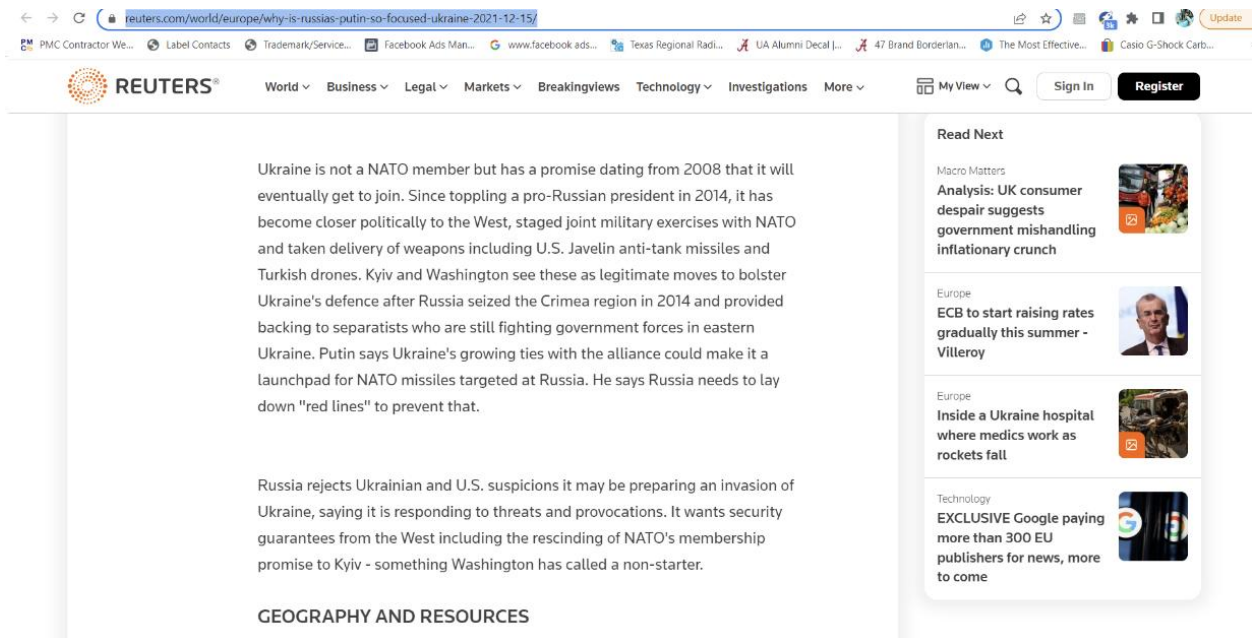 reuters.com/world/europe/why-is-russias-putin-so-focused-ukraine-2021-12-15/
Update
PMC Contractor We...
Label Contacts
Trademark/Service...
Facebook Ads Man...
www.facebook ads...
Texas Regional Radi...
UA Alumni Decal |...
47 Brand Borderlan...
The Most Effective...
Casio G-Shock Carb...
REUTERS®
World
Business
Legal
Markets
Breakingviews
Technology
Investigations
More
My View
Sign In
Register
Ukraine is not a NATO member but has a promise dating from 2008 that it will
eventually get to join. Since toppling a pro-Russian president in 2014, it has
become closer politically to the West, staged joint military exercises with NATO
and taken delivery of weapons including U.S. Javelin anti-tank missiles and
Turkish drones. Kyiv and Washington see these as legitimate moves to bolster
Ukraine's defence after Russia seized the Crimea region in 2014 and provided
backing to separatists who are still fighting government forces in eastern
Ukraine. Putin says Ukraine's growing ties with the alliance could make it a
launchpad for NATO missiles targeted at Russia. He says Russia needs to lay
down "red lines" to prevent that.
Russia rejects Ukrainian and U.S. suspicions it may be preparing an invasion of
Ukraine, saying it is responding to threats and provocations. It wants security
guarantees from the West including the rescinding of NATO's membership
promise to Kyiv - something Washington has called a non-starter.
GEOGRAPHY AND RESOURCES
Read Next
Macro Matters
Analysis: UK consumer
despair suggests
government mishandling
inflationary crunch
Europe
ECB to start raising rates
gradually this summer -
Villeroy
Europe
Inside a Ukraine hospital
where medics work as
rockets fall
Technology
EXCLUSIVE Google paying
more than 300 EU
publishers for news, more
to come